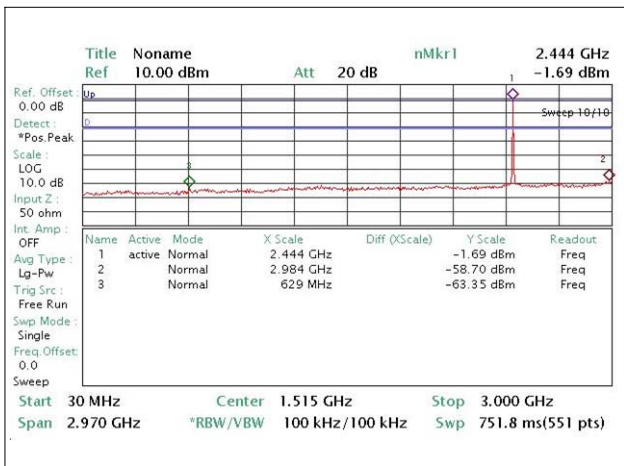 Title Noname nMkr1 2.444 GHz
Ref 10.00 dBm Att 20 dB -1.69 dBm
Ref. Offset :
0.00 dB
Detect :
*Pos.Peak
Scale :
LOG
10.0 dB
Input Z :
50 ohm
Int. Amp :
OFF
Avg Type :
Lg-Pw
Trig Src :
Free Run
Swp Mode :
Single
Freq.Offset:
0.0
Sweep
Up
1
Sweep 10/10
D
2
3
Name Active Mode X Scale Diff (XScale) Y Scale Readout
1 active Normal 2.444 GHz -1.69 dBm Freq
2 Normal 2.984 GHz -58.70 dBm Freq
3 Normal 629 MHz -63.35 dBm Freq
Start 30 MHz Center 1.515 GHz Stop 3.000 GHz
Span 2.970 GHz *RBW/VBW 100 kHz/100 kHz Swp 751.8 ms(551 pts)